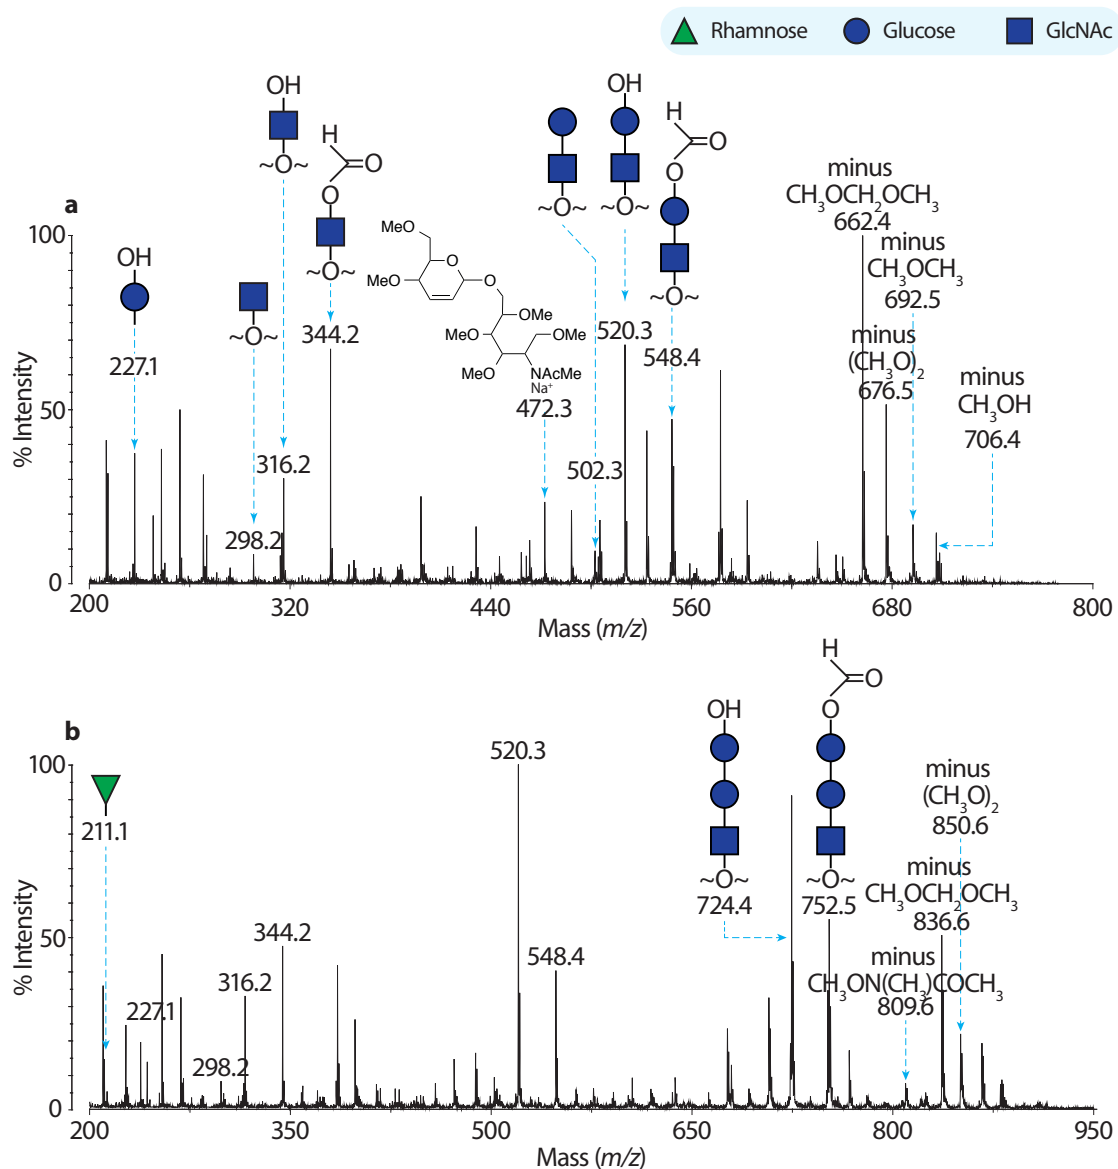 Rhamnose Glucose GlcNAc
a
OH
~O~
H
O
O
~O~
OH
227.1
~O~
298.2
316.2
344.2
MeO
O
MeO
O
OMe
MeO
OMe
MeO
NAcMe
Na+
472.3
~O~
502.3
OH
~O~
520.3
H
O
O
~O~
548.4
minus
CH3OCH2OCH3
662.4
minus
CH3OCH3
692.5
minus
(CH3O)2
676.5
minus
CH3OH
706.4
% Intensity
100
50
0
200 320 440 560 680 800
Mass (m/z)
b
211.1
227.1
298.2
316.2
344.2
520.3
548.4
OH
~O~
724.4
H
O
O
~O~
752.5
minus
(CH3O)2
850.6
minus
CH3OCH2OCH3
836.6
minus
CH3ON(CH3)COCH3
809.6
% Intensity
100
50
0
200 350 500 650 800 950
Mass (m/z)